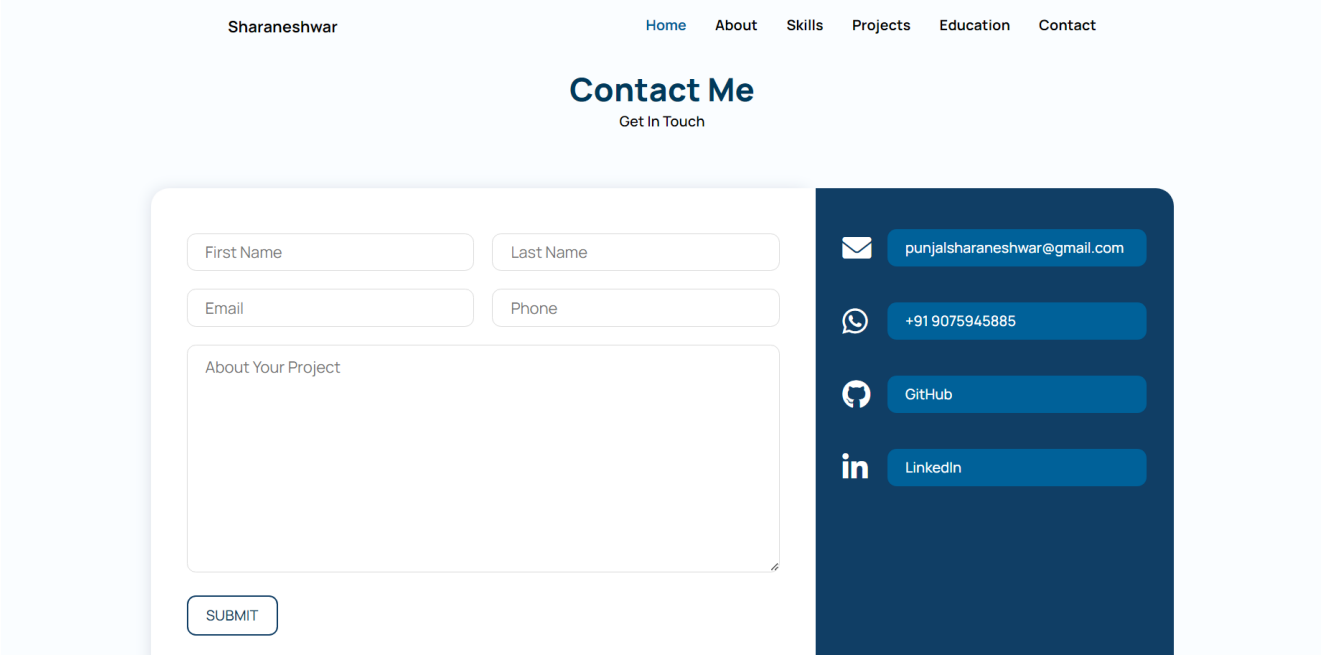 Sharaneshwar
Home About Skills Projects Education Contact
Contact Me
Get In Touch
First Name Last Name
Email Phone
About Your Project
SUBMIT
punjalsharaneshwar@gmail.com
+91 9075945885
GitHub
LinkedIn